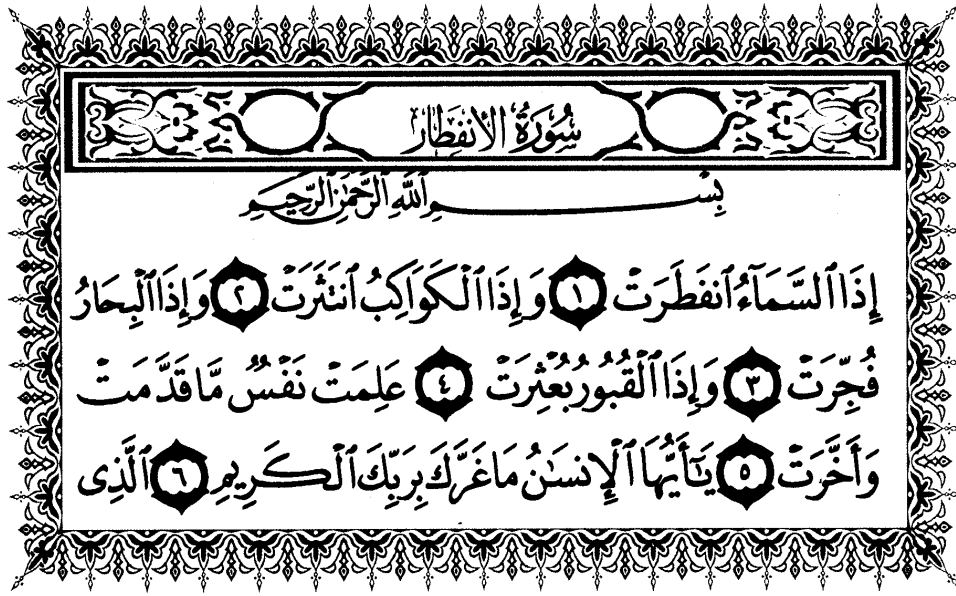 سُورَةُ الانفِطَارِ
بِسْمِ ٱللَّهِ ٱلرَّحْمَٰنِ ٱلرَّحِيمِ
إِذَا ٱلسَّمَآءُ ٱنفَطَرَتْ ١ وَإِذَا ٱلْكَوَاكِبُ ٱنتَثَرَتْ ٢ وَإِذَا ٱلْبِحَارُ
فُجِّرَتْ ٣ وَإِذَا ٱلْقُبُورُ بُعْثِرَتْ ٤ عَلِمَتْ نَفْسٌ مَّا قَدَّمَتْ
وَأَخَّرَتْ ٥ يَٰٓأَيُّهَا ٱلْإِنسَٰنُ مَا غَرَّكَ بِرَبِّكَ ٱلْكَرِيمِ ٦ ٱلَّذِى